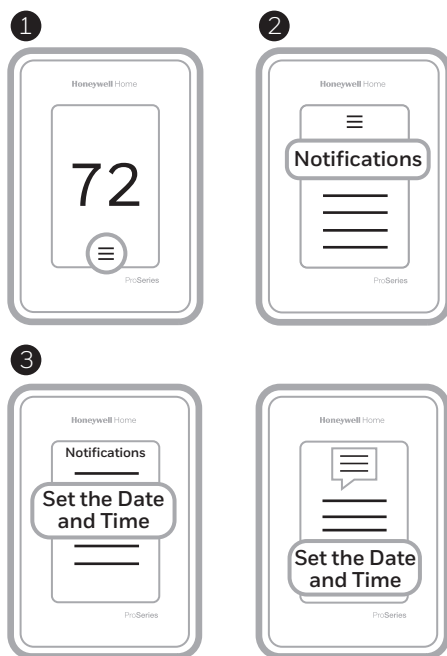 1
Honeywell Home
72
ProSeries
2
Honeywell Home
Notifications
ProSeries
3
Honeywell Home
Notifications
Set the Date
and Time
ProSeries
Honeywell Home
Set the Date
and Time
ProSeries